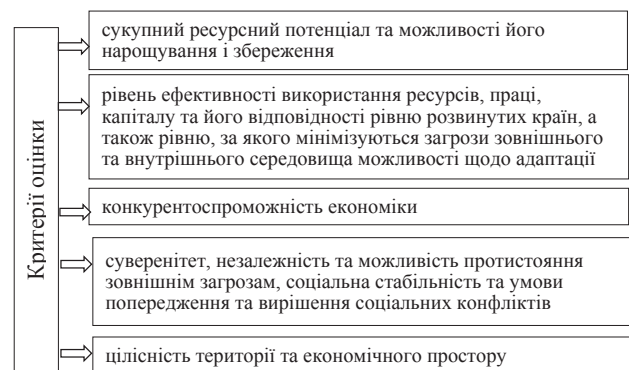 Критерії оцінки
сукупний ресурсний потенціал та можливості його
нарощування і збереження
рівень ефективності використання ресурсів, праці,
капіталу та його відповідності рівню розвинутих країн, а
також рівню, за якого мінімізуються загрози зовнішнього
та внутрішнього середовища можливості щодо адаптації
конкурентоспроможність економіки
суверенітет, незалежність та можливість протистояння
зовнішнім загрозам, соціальна стабільність та умови
попередження та вирішення соціальних конфліктів
цілісність території та економічного простору